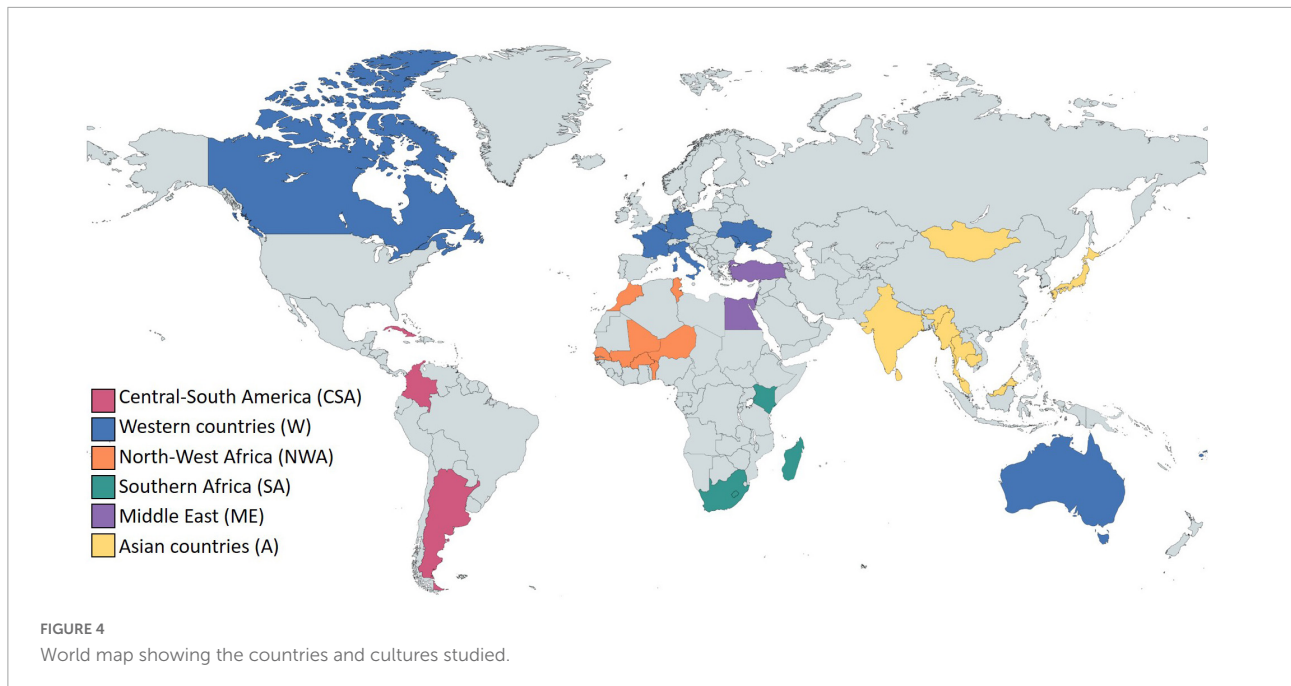 Central-South America (CSA)
Western countries (W)
North-West Africa (NWA)
Southern Africa (SA)
Middle East (ME)
Asian countries (A)
FIGURE 4
World map showing the countries and cultures studied.